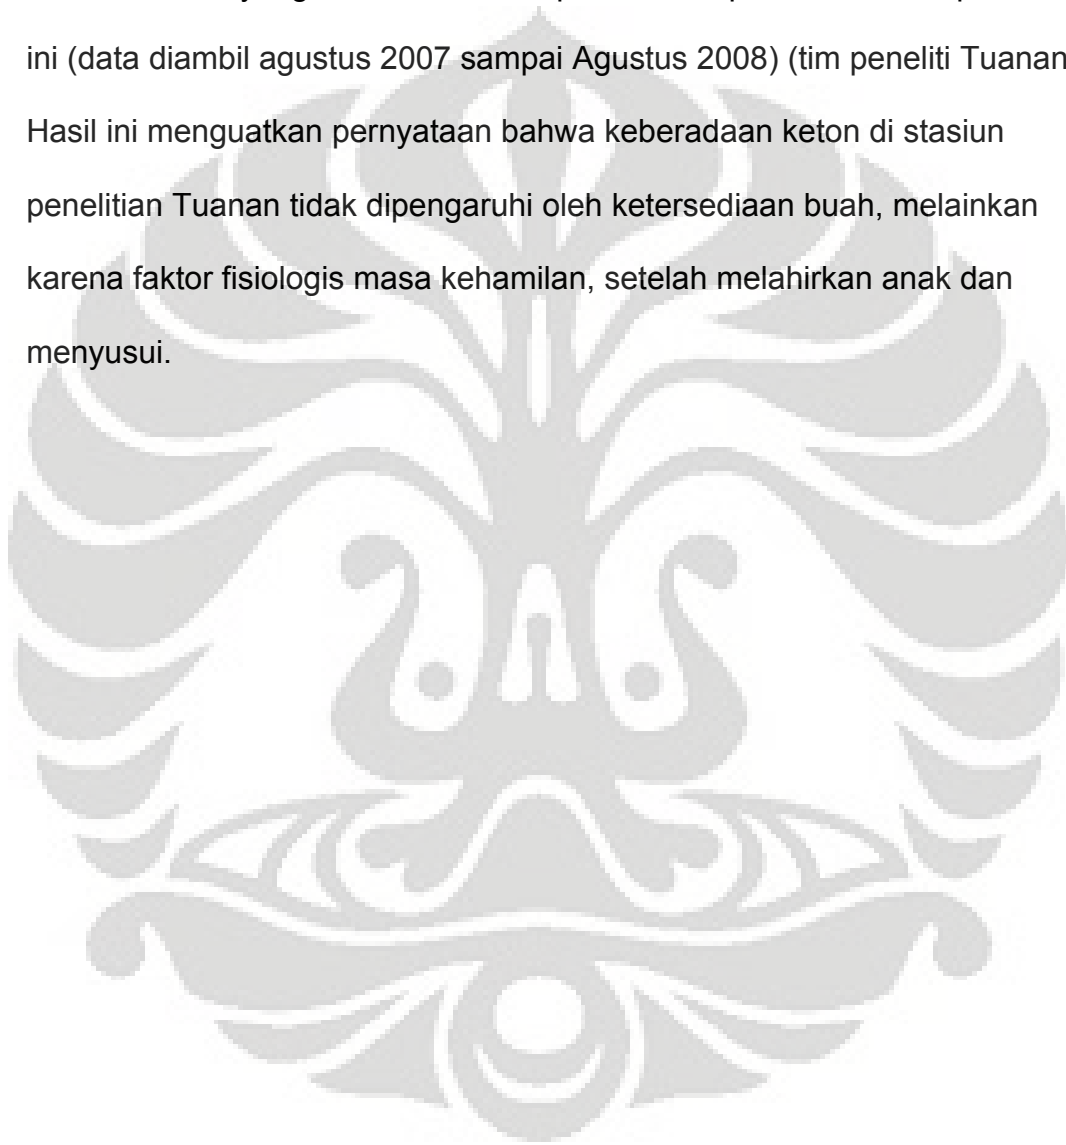 ini (data diambil agustus 2007 sampai Agustus 2008) (tim peneliti Tuanan
Hasil ini menguatkan pernyataan bahwa keberadaan keton di stasiun
penelitian Tuanan tidak dipengaruhi oleh ketersediaan buah, melainkan
karena faktor fisiologis masa kehamilan, setelah melahirkan anak dan
menyusui.